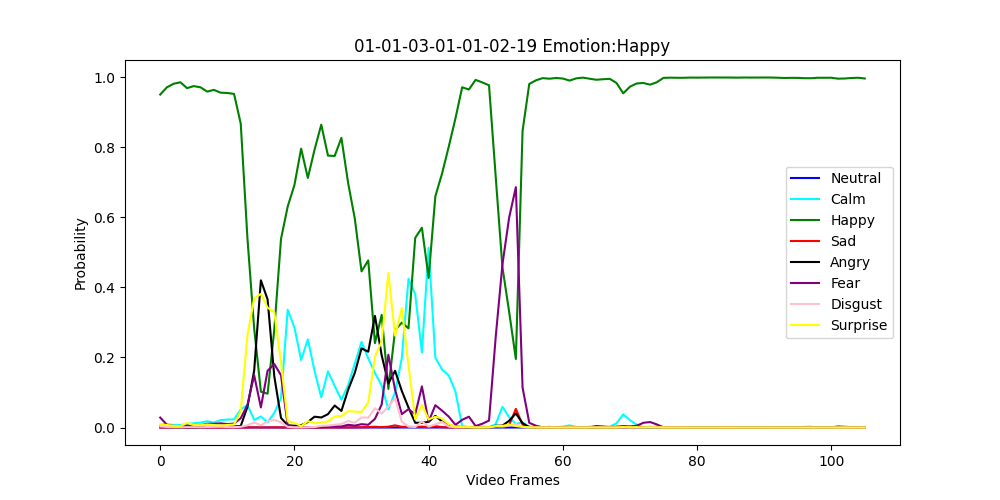 01-01-03-01-01-02-19 Emotion:Happy
1.0
0.8
0.6
0.4
0.2
0.0
Probability
0
20
40
60
80
100
Video Frames
Neutral
Calm
Happy
Sad
Angry
Fear
Disgust
Surprise